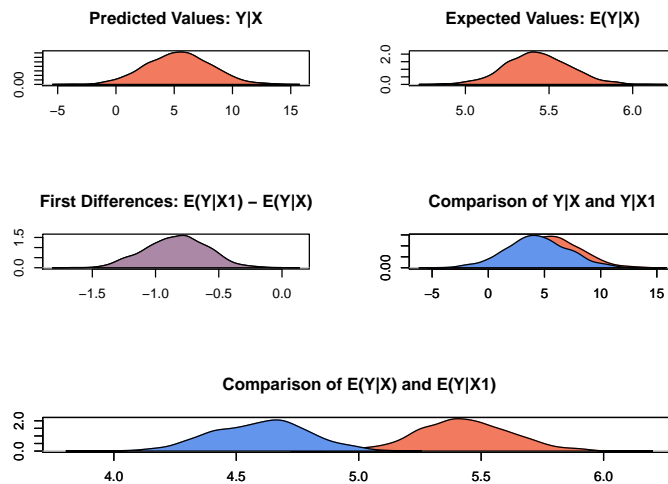 Predicted Values: Y|X
0.00
−5 0 5 10 15
Expected Values: E(Y|X)
0.0 2.0
5.0 5.5 6.0
First Differences: E(Y|X1) − E(Y|X)
0.0 1.5
−1.5 −1.0 −0.5 0.0
Comparison of Y|X and Y|X1
0.00
−5 0 5 10 15
Comparison of E(Y|X) and E(Y|X1)
0.0 2.0
4.0 4.5 5.0 5.5 6.0